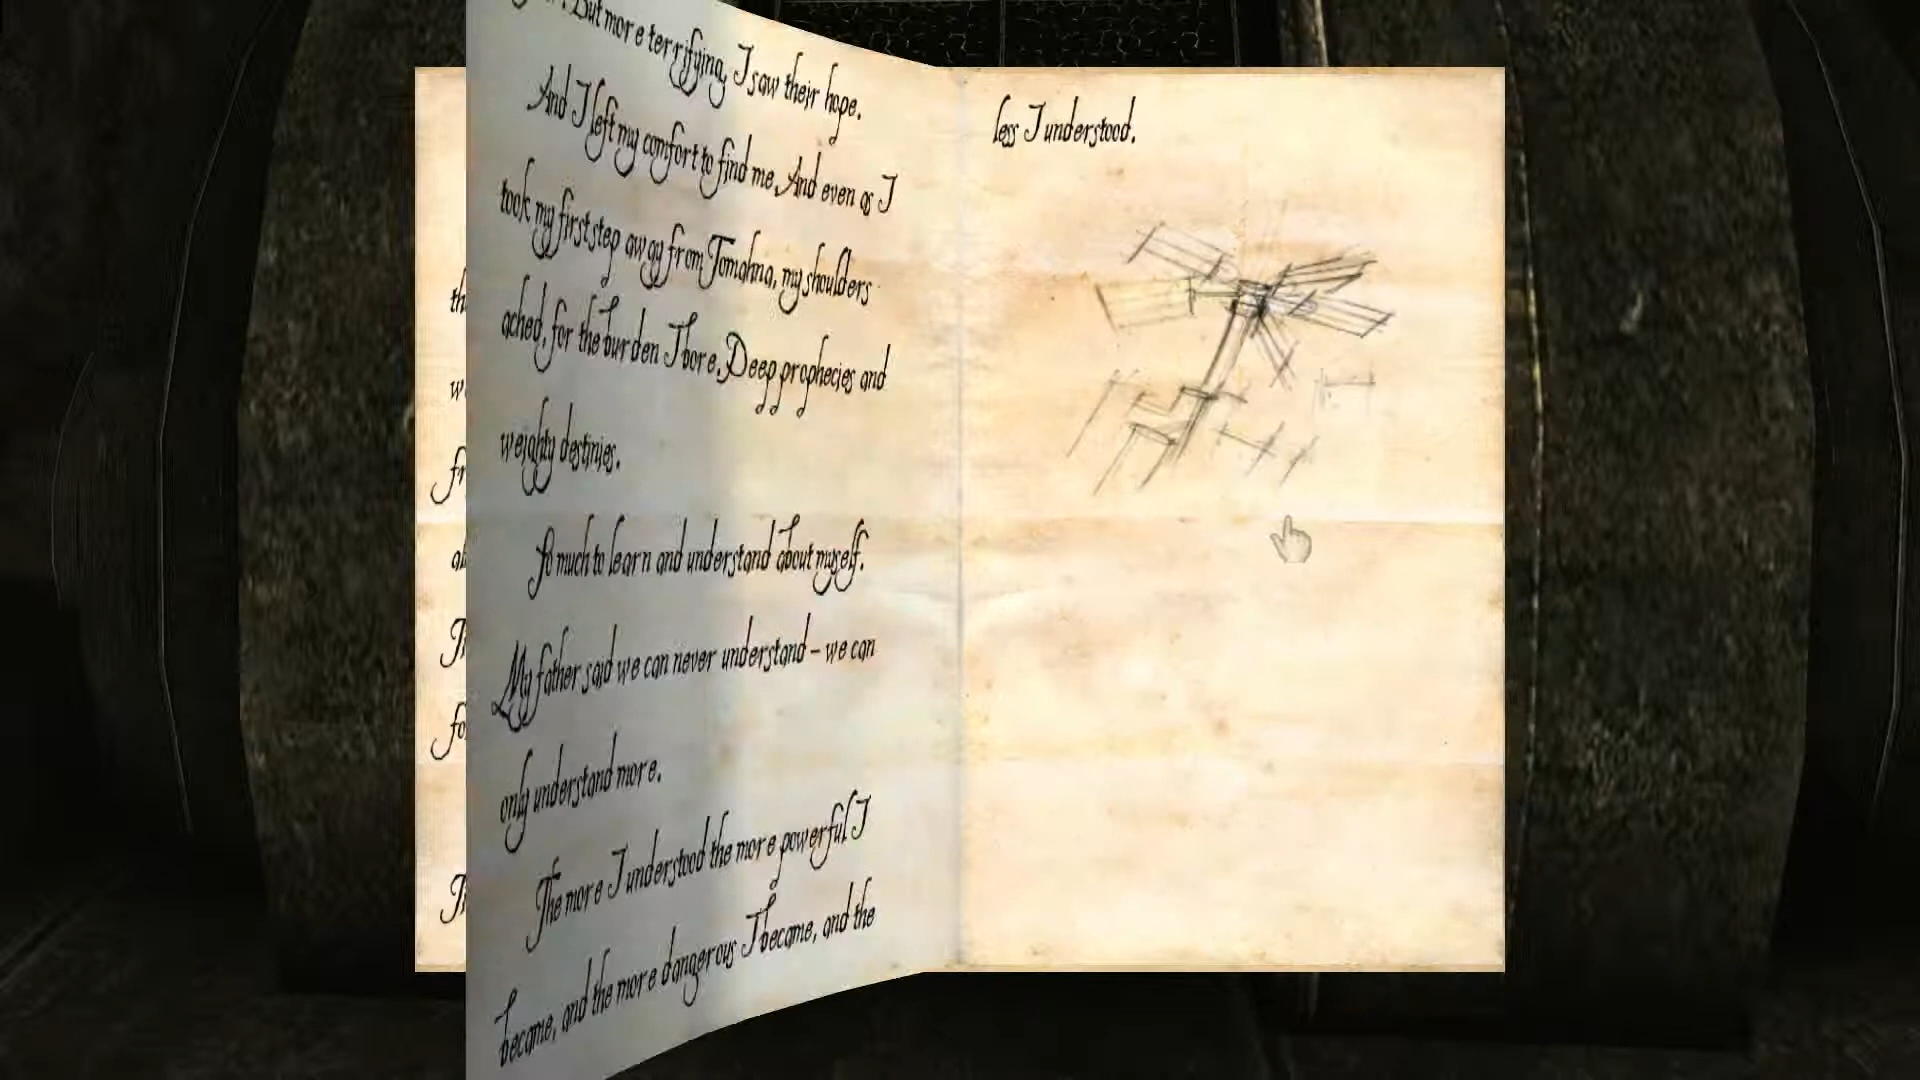 But more terrifying, I saw their hope.
And I left my comfort to find me. And even as I
took my first step away from Tomahna, my shoulders
ached, for the burden I bore. Deep prophecies and
weighty destinies.
So much to learn and understand about myself.
My father said we can never understand – we can
only understand more.
The more I understood the more powerful I
became, and the more dangerous I became, and the
less I understood.